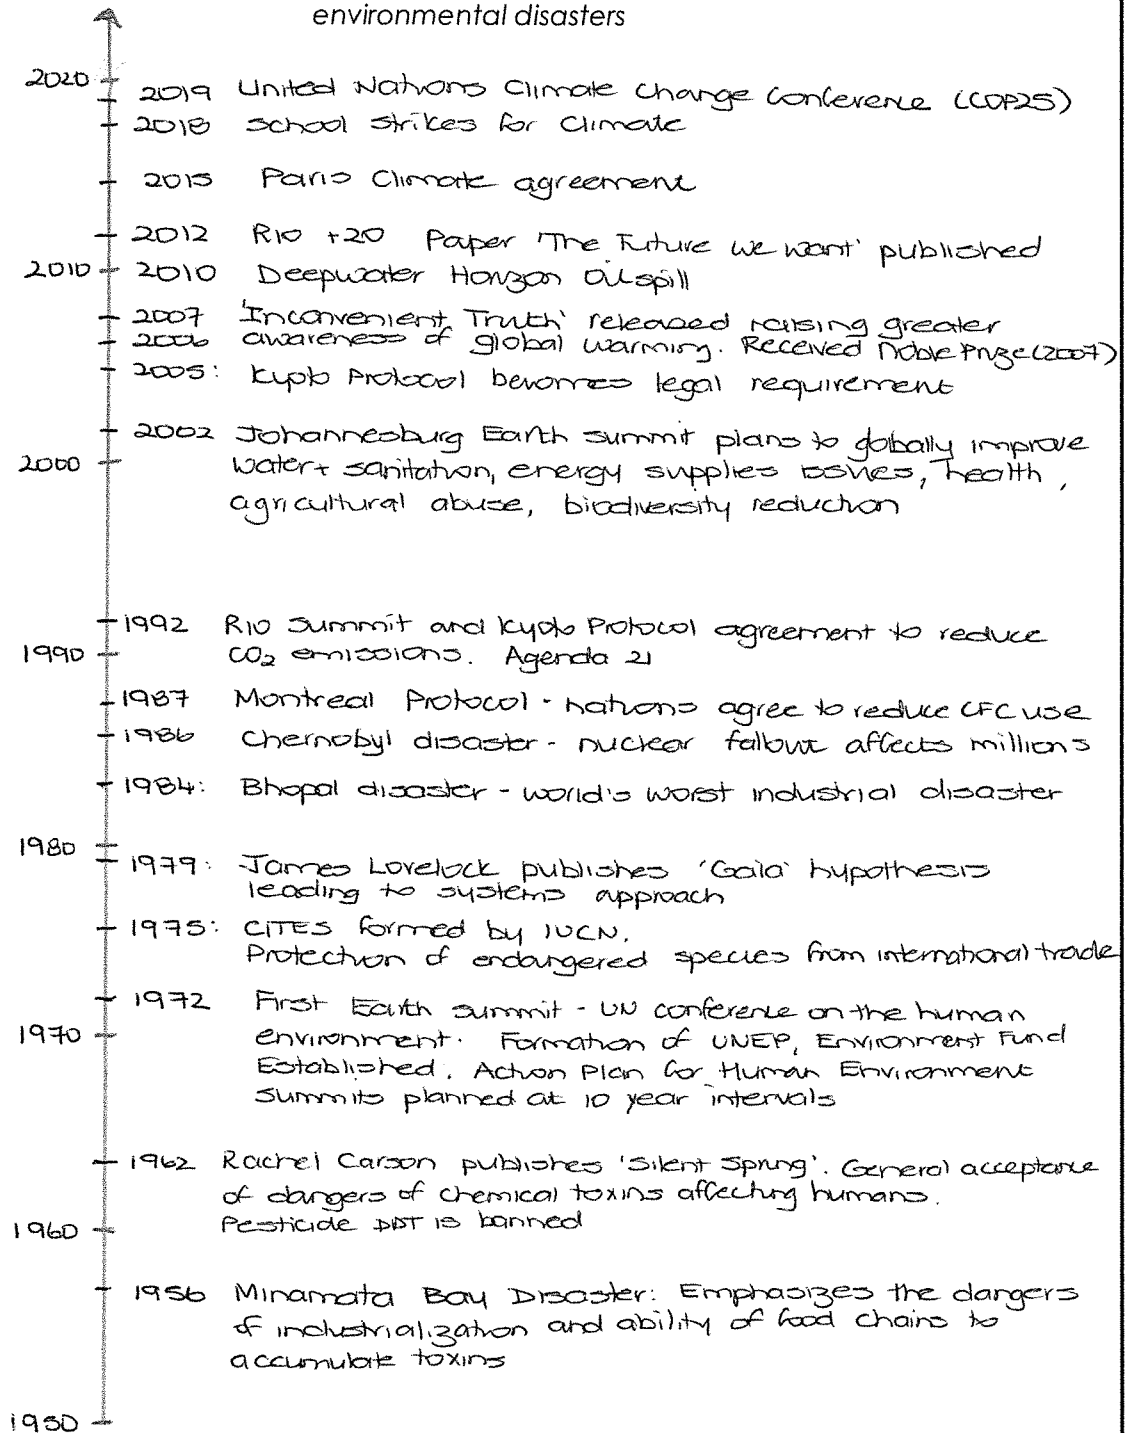 environmental disasters
2020
2019 United Nations Climate Change Conference (COP25)
2018 School strikes for Climate
2015 Paris Climate agreement
2012 Rio +20 Paper 'The Future we want' published
2010 2010 Deepwater Horizon Oil spill
2007 'Inconvenient Truth' released raising greater
2006 awareness of global warming. Received Noble Prize (2007)
2005: Kyoto Protocol becomes legal requirement
2002 Johannesburg Earth summit plans to globally improve
2000 water + sanitation, energy supplies issues, health,
agricultural abuse, biodiversity reduction
1992 Rio Summit and Kyoto Protocol agreement to reduce
1990 CO₂ emissions. Agenda 21
1987 Montreal Protocol - nations agree to reduce CFC use
1986 Chernobyl disaster - nuclear fallout affects millions
1984: Bhopal disaster - world's worst industrial disaster
1980
1979: James Lovelock publishes 'Gaia' hypothesis
leading to systems approach
1975: CITES formed by IUCN.
Protection of endangered species from international trade
1972 First Earth summit - UN conference on the human
1970 environment. Formation of UNEP, Environment Fund
Established. Action Plan for Human Environment
Summits planned at 10 year intervals
1962 Rachel Carson publishes 'Silent Spring'. General acceptance
of dangers of chemical toxins affecting humans.
1960 Pesticide DDT is banned
1956 Minamata Bay Disaster: Emphasizes the dangers
of industrialization and ability of food chains to
accumulate toxins
1950